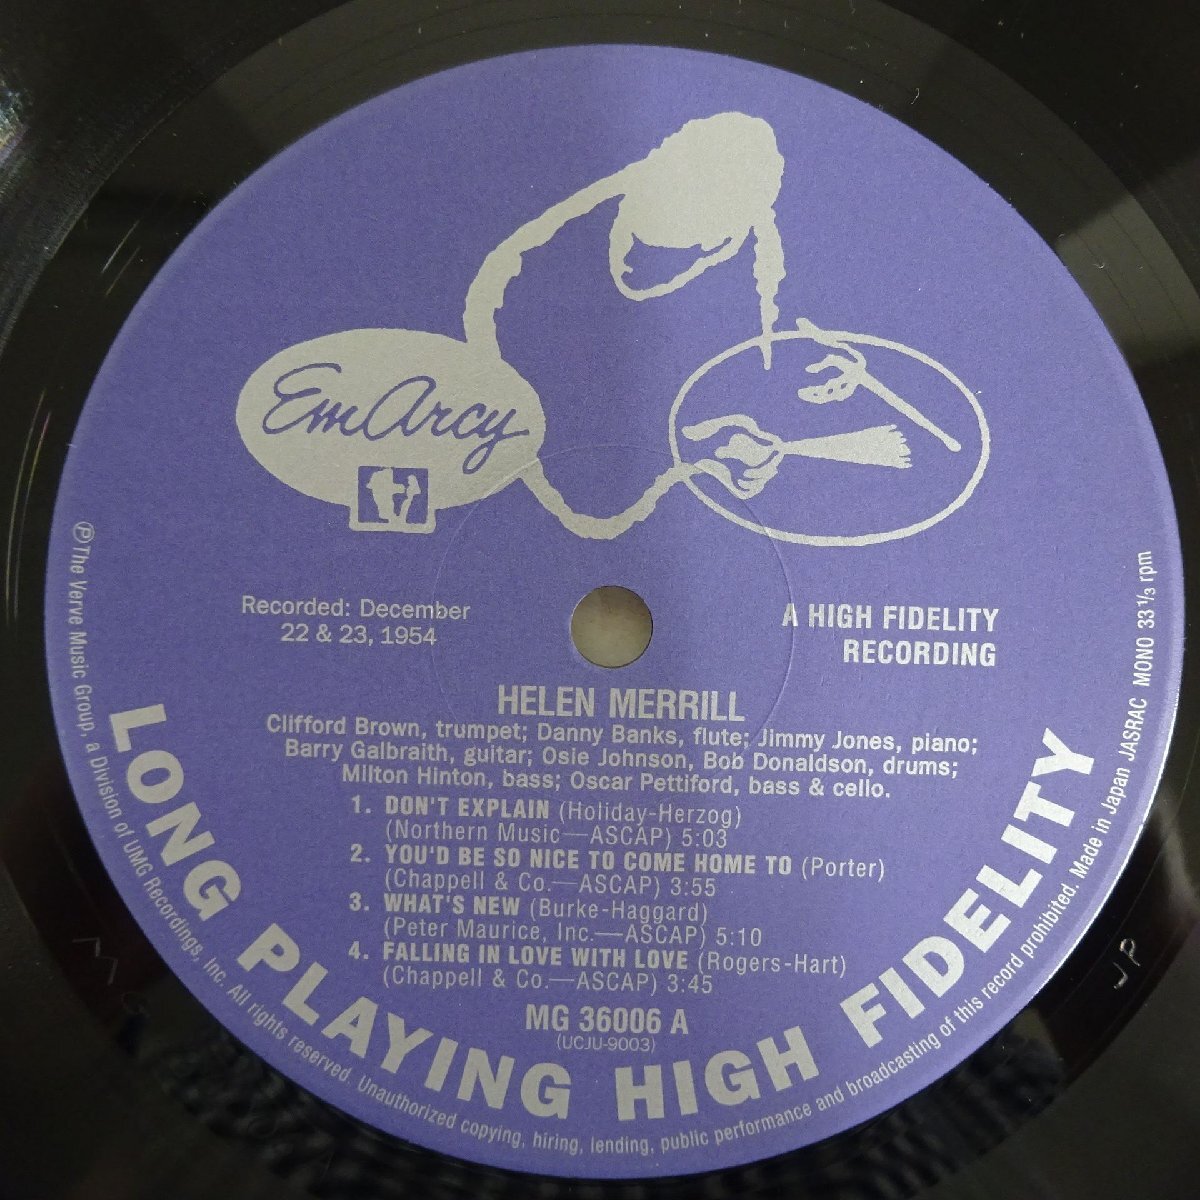 EmArcy
Recorded: December
22 & 23, 1954
A HIGH FIDELITY
RECORDING
HELEN MERRILL
Clifford Brown, trumpet; Danny Banks, flute; Jimmy Jones, piano;
Barry Galbraith, guitar; Osie Johnson, Bob Donaldson, drums;
Milton Hinton, bass; Oscar Pettiford, bass & cello.
1. DON'T EXPLAIN (Holiday-Herzog)
(Northern Music—ASCAP) 5:03
2. YOU'D BE SO NICE TO COME HOME TO (Porter)
(Chappell & Co.—ASCAP) 3:55
3. WHAT'S NEW (Burke-Haggard)
(Peter Maurice, Inc.—ASCAP) 5:10
4. FALLING IN LOVE WITH LOVE (Rogers-Hart)
(Chappell & Co.—ASCAP) 3:45
MG 36006 A
(UCJU-9003)
LONG PLAYING HIGH FIDELITY
℗The Verve Music Group, a Division of UMG Recordings, Inc. All rights reserved. Unauthorized copying, hiring, lending, public performance and broadcasting of this record prohibited. Made in Japan JASRAC MONO 33 1/3 rpm
JP